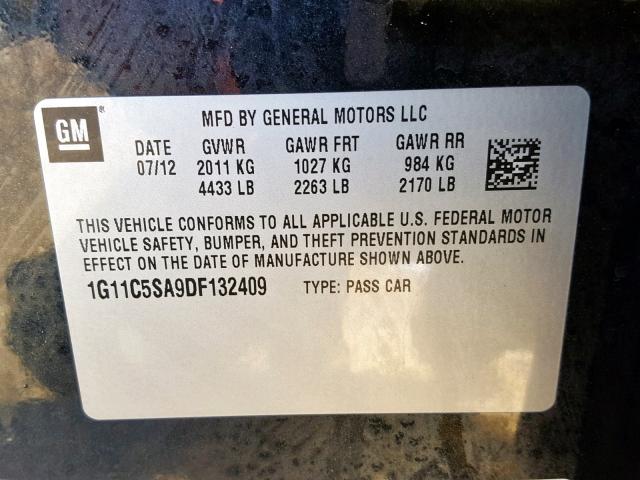 GM®
MFD BY GENERAL MOTORS LLC
DATE GVWR GAWR FRT GAWR RR
07/12 2011 KG 1027 KG 984 KG
4433 LB 2263 LB 2170 LB
THIS VEHICLE CONFORMS TO ALL APPLICABLE U.S. FEDERAL MOTOR
VEHICLE SAFETY, BUMPER, AND THEFT PREVENTION STANDARDS IN
EFFECT ON THE DATE OF MANUFACTURE SHOWN ABOVE.
1G11C5SA9DF132409 TYPE: PASS CAR